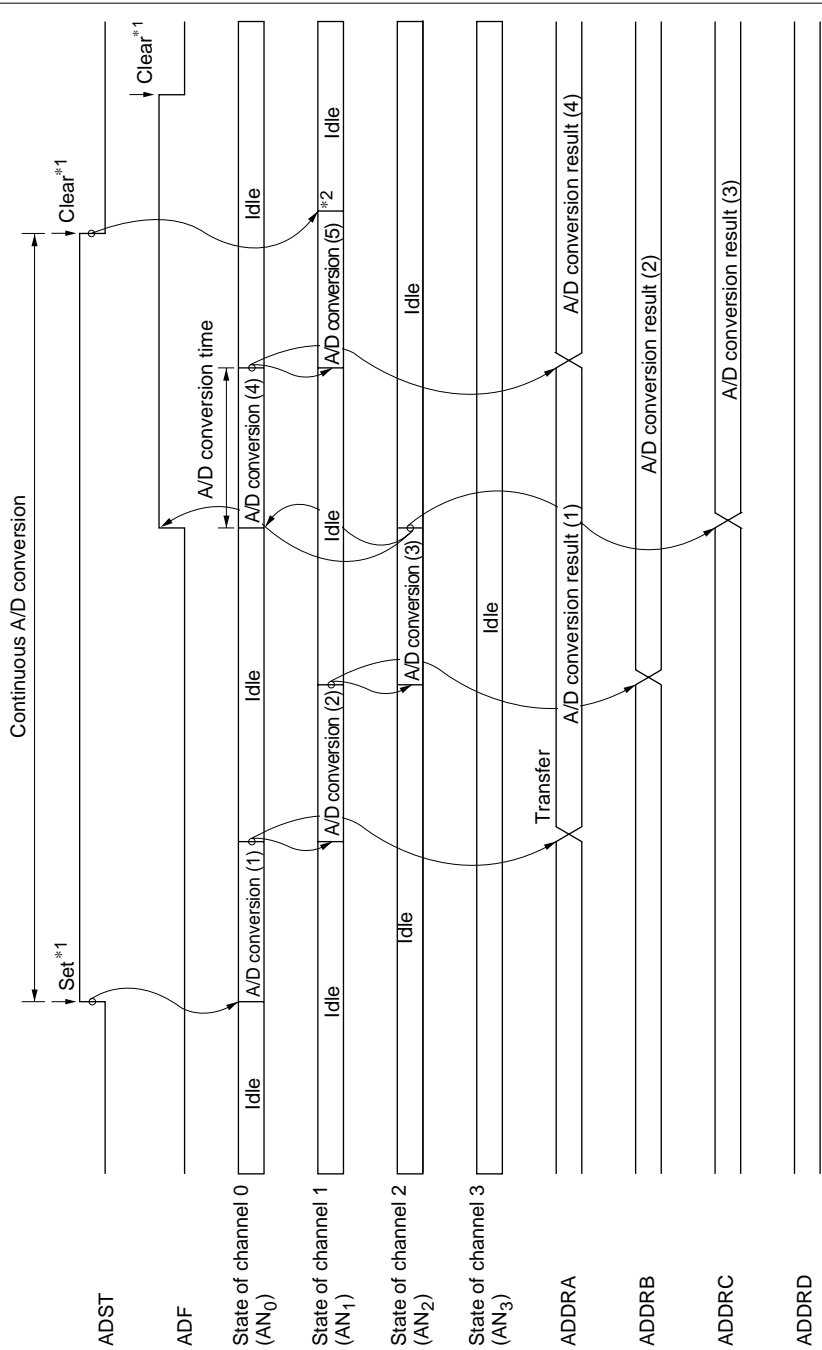 Continuous A/D conversion
Set*1
Clear*1
Clear*1
ADST
ADF
A/D conversion time
State of channel 0
(AN0)
Idle
A/D conversion (1)
Idle
A/D conversion (4)
Idle
State of channel 1
(AN1)
Idle
A/D conversion (2)
Idle
A/D conversion (5)
*2
Idle
State of channel 2
(AN2)
Idle
A/D conversion (3)
Idle
State of channel 3
(AN3)
Idle
Transfer
ADDRA
A/D conversion result (1)
A/D conversion result (4)
ADDRB
A/D conversion result (2)
ADDRC
A/D conversion result (3)
ADDRD